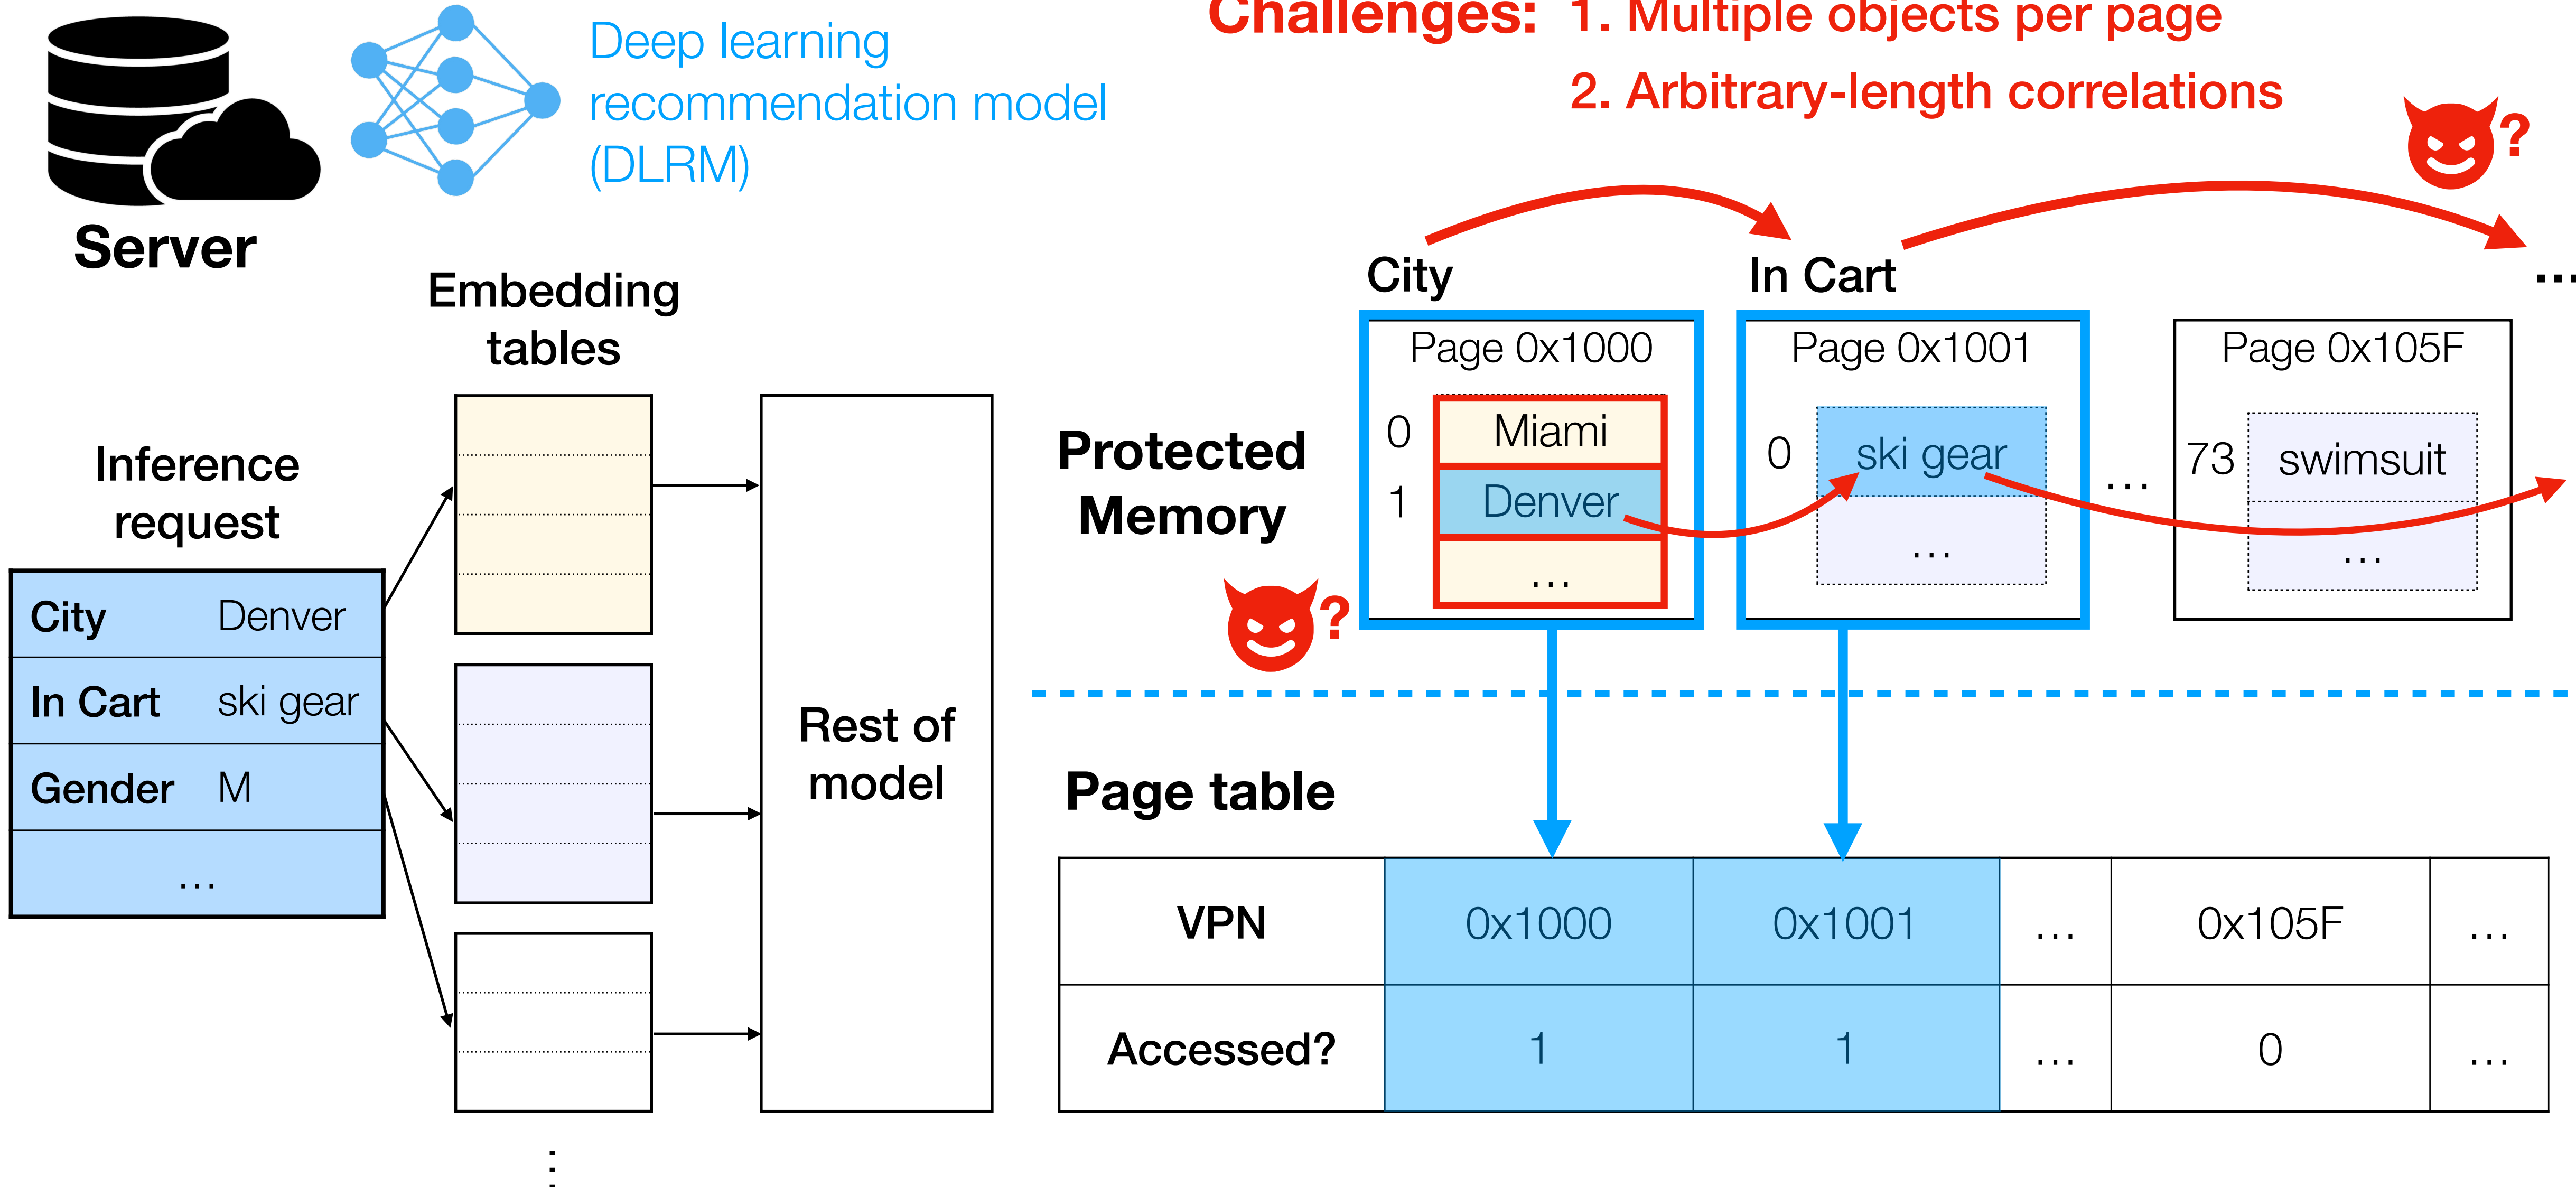 Challenges: 1. Multiple objects per page
2. Arbitrary-length correlations
Deep learning
recommendation model
(DLRM)
Server
Embedding
tables
Inference
request
City Denver
In Cart ski gear
Gender M
...
Rest of
model
⋮
?
City
In Cart
...
Protected
Memory
Page 0x1000
0 Miami
1 Denver
...
Page 0x1001
0 ski gear
...
...
Page 0x105F
73 swimsuit
...
?
Page table
VPN 0x1000 0x1001 ... 0x105F ...
Accessed? 1 1 ... 0 ...